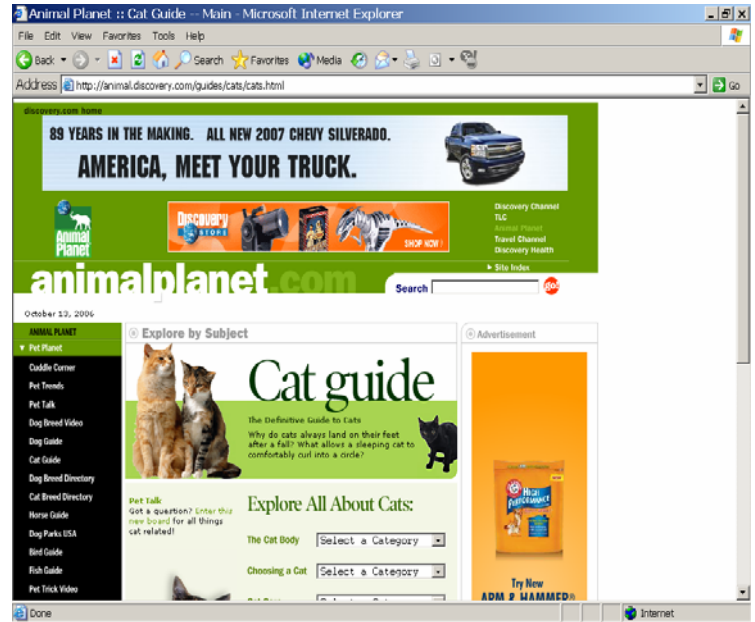 Animal Planet :: Cat Guide -- Main - Microsoft Internet Explorer
File Edit View Favorites Tools Help
Back Search Favorites Media
Address http://animal.discovery.com/guides/cats/cats.html Go
discovery.com home
89 YEARS IN THE MAKING. ALL NEW 2007 CHEVY SILVERADO.
AMERICA, MEET YOUR TRUCK.
Animal Planet
Discovery STORE
SHOP NOW!
Discovery Channel
TLC
Animal Planet
Travel Channel
Discovery Health
Site Index
animalplanet.com
Search go!
October 13, 2006
ANIMAL PLANET
Pet Planet
Cuddle Corner
Pet Trends
Pet Talk
Dog Breed Video
Dog Guide
Cat Guide
Dog Breed Directory
Cat Breed Directory
Horse Guide
Dog Parks USA
Bird Guide
Fish Guide
Pet Trick Video
Explore by Subject
Cat guide
The Definitive Guide to Cats
Why do cats always land on their feet
after a fall? What allows a sleeping cat to
comfortably curl into a circle?
Pet Talk
Got a question? Enter this
new board for all things
cat related!
Explore All About Cats:
The Cat Body Select a Category
Choosing a Cat Select a Category
Advertisement
ARM & HAMMER
HIGH
PERFORMANCE
Try New
ARM & HAMMER®
Done
Internet